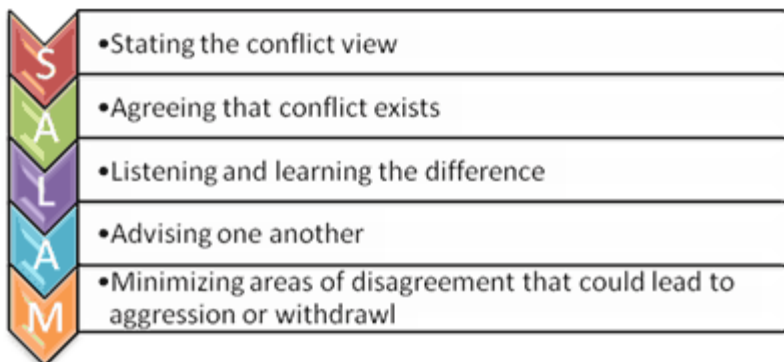 S
•Stating the conflict view
A
•Agreeing that conflict exists
L
•Listening and learning the difference
A
•Advising one another
M
•Minimizing areas of disagreement that could lead to
aggression or withdrawl